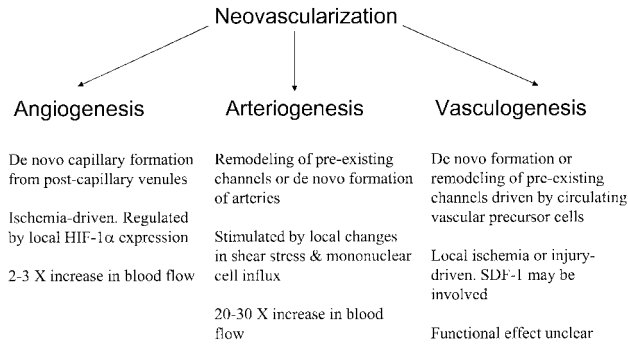 Neovascularization
Angiogenesis
De novo capillary formation
from post-capillary venules
Ischemia-driven. Regulated
by local HIF-1α expression
2-3 X increase in blood flow
Arteriogenesis
Remodeling of pre-existing
channels or de novo formation
of arteries
Stimulated by local changes
in shear stress & mononuclear
cell influx
20-30 X increase in blood
flow
Vasculogenesis
De novo formation or
remodeling of pre-existing
channels driven by circulating
vascular precursor cells
Local ischemia or injury-
driven. SDF-1 may be
involved
Functional effect unclear